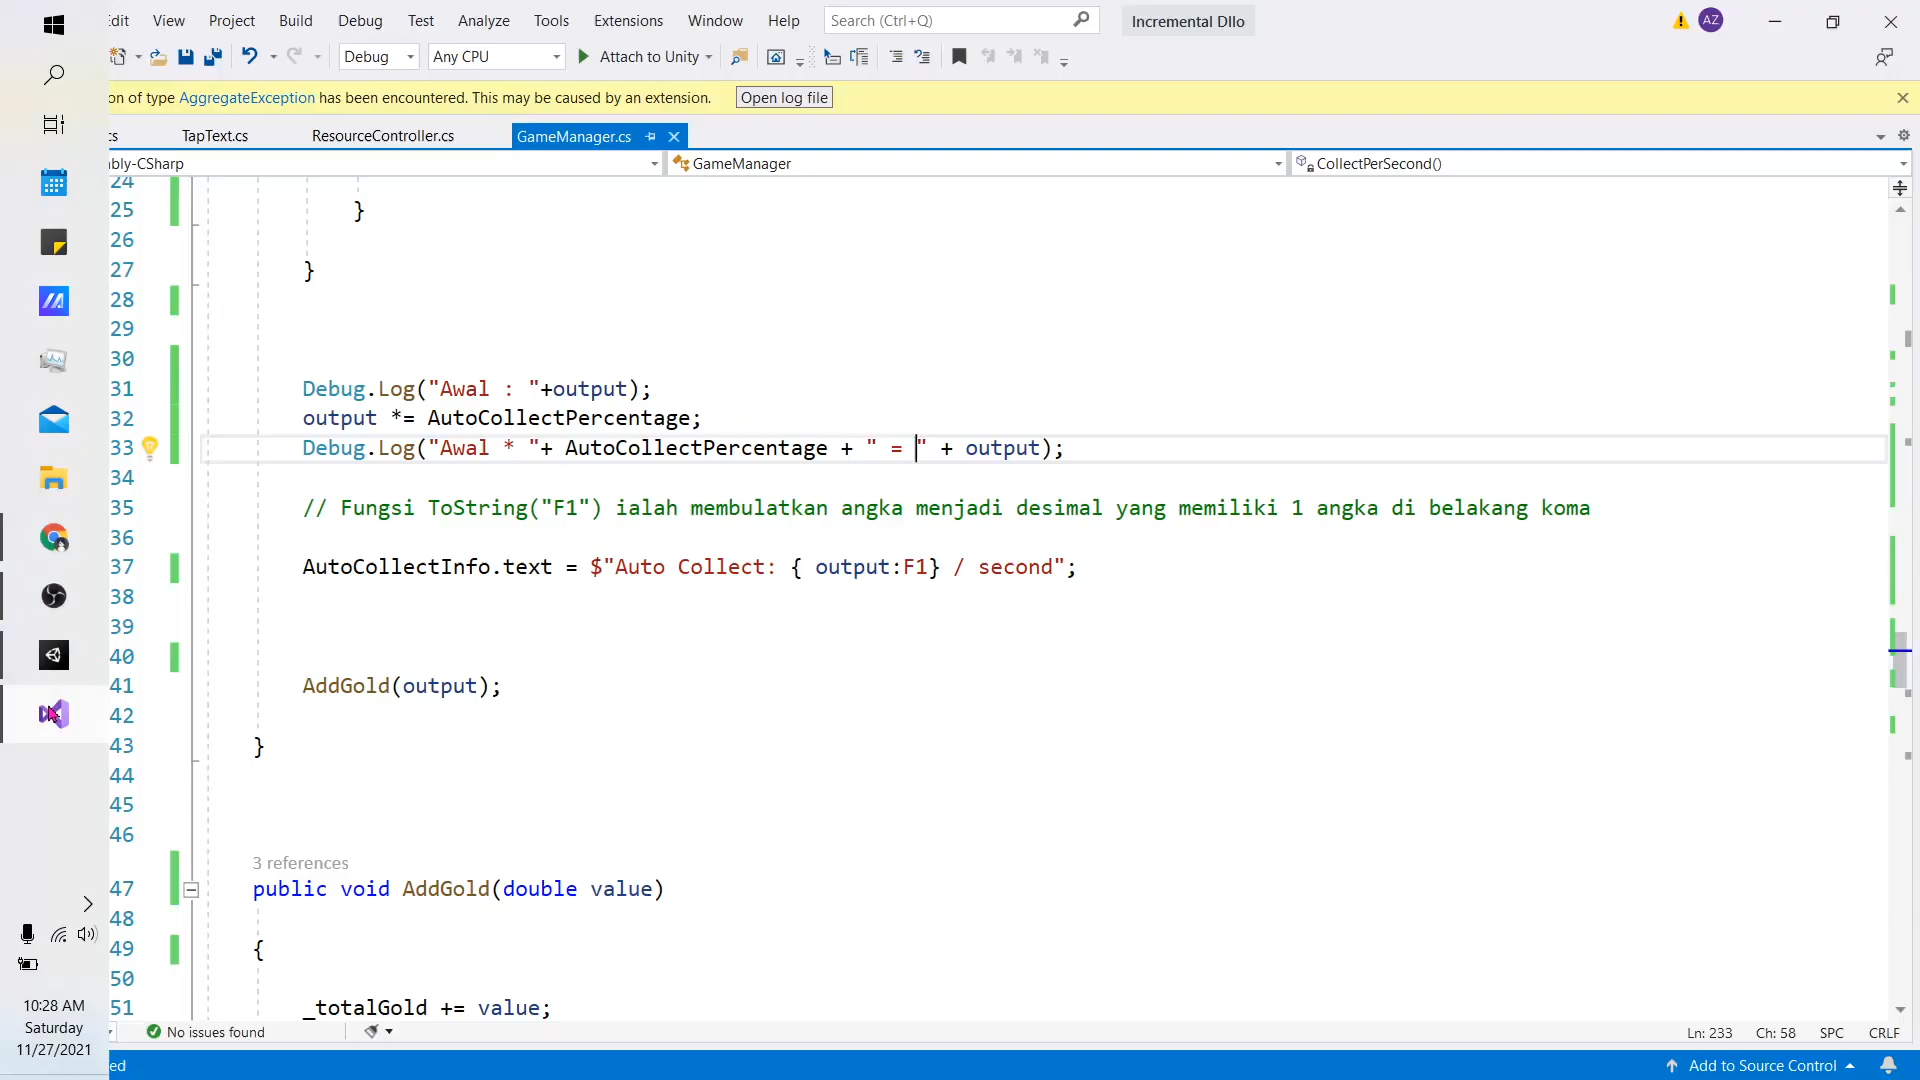 dit View Project Build Debug Test Analyze Tools Extensions Window Help Search (Ctrl+Q) Incremental Dllo AZ
Debug Any CPU Attach to Unity
on of type AggregateException has been encountered. This may be caused by an extension. Open log file
cs TapText.cs ResourceController.cs GameManager.cs
bly-CSharp GameManager CollectPerSecond()
24
25 }
26
27 }
28
29
30
31 Debug.Log("Awal : "+output);
32 output *= AutoCollectPercentage;
33 Debug.Log("Awal * "+ AutoCollectPercentage + " = " + output);
34
35 // Fungsi ToString("F1") ialah membulatkan angka menjadi desimal yang memiliki 1 angka di belakang koma
36
37 AutoCollectInfo.text = $"Auto Collect: { output:F1} / second";
38
39
40
41 AddGold(output);
42
43 }
44
45
46
3 references
47 public void AddGold(double value)
48
49 {
50
51 _totalGold += value;
No issues found Ln: 233 Ch: 58 SPC CRLF
ed Add to Source Control
10:28 AM
Saturday
11/27/2021